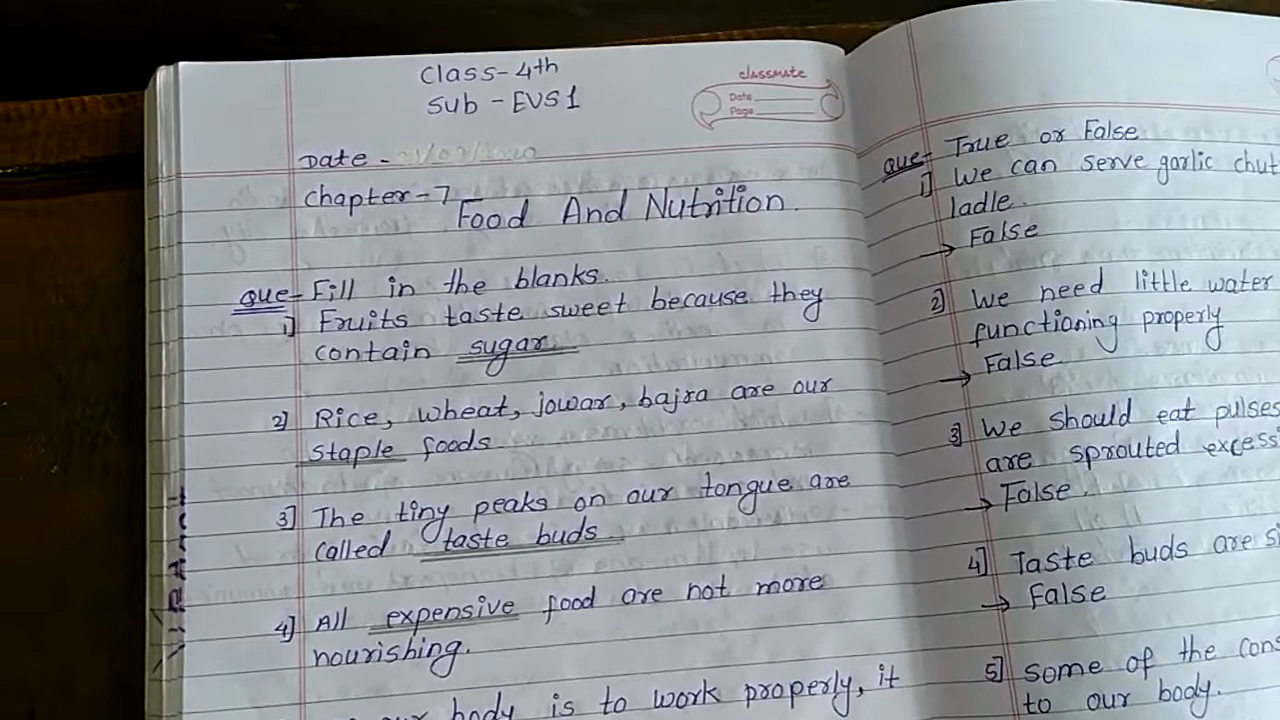 Class-4th
Sub - EVS 1
classmate
Date
Page
Date -
Chapter-7
Food And Nutrition.
Que- Fill in the blanks.
1] Fruits taste sweet because they
contain sugar
2] Rice, wheat, jowar, bajra are our
staple foods
3] The tiny peaks on our tongue are
called taste buds.
4] All expensive food are not more
nourishing.
body is to work properly, it
Que- True or False
1] We can serve garlic
ladle.
→ False
2] We need little water
functioning properly
→ False
3] We should eat pulses
are sprouted
→ False.
4] Taste buds are
→ False
5] some of the
to our body.